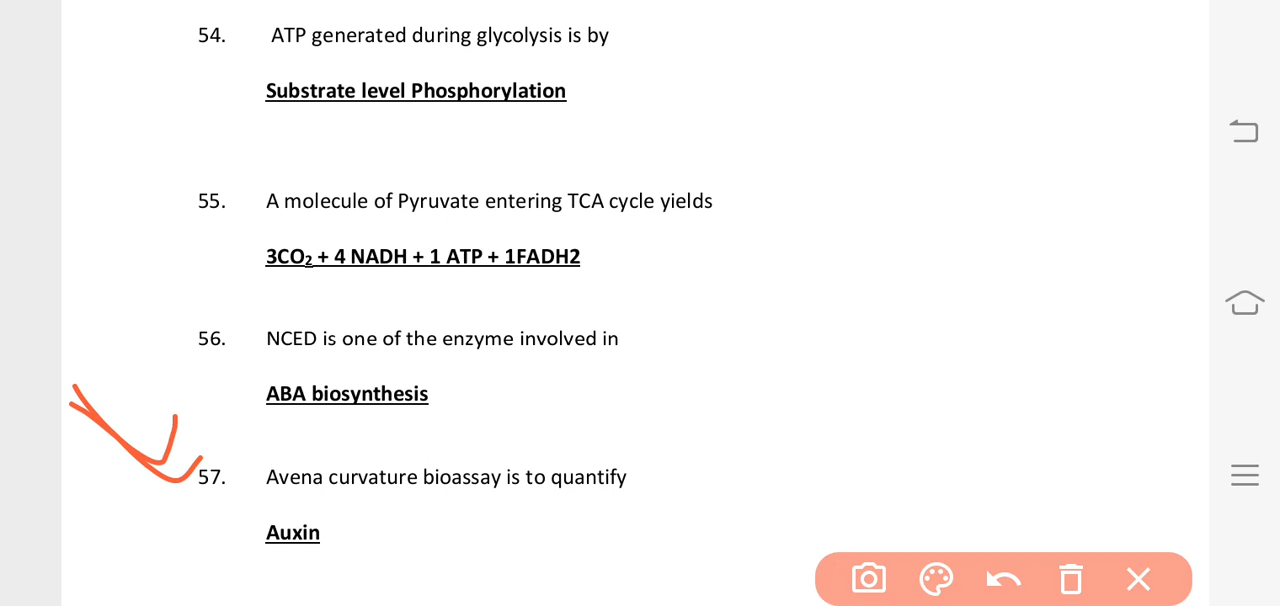 54. ATP generated during glycolysis is by
Substrate level Phosphorylation
55. A molecule of Pyruvate entering TCA cycle yields
3CO₂ + 4 NADH + 1 ATP + 1FADH2
56. NCED is one of the enzyme involved in
ABA biosynthesis
57. Avena curvature bioassay is to quantify
Auxin